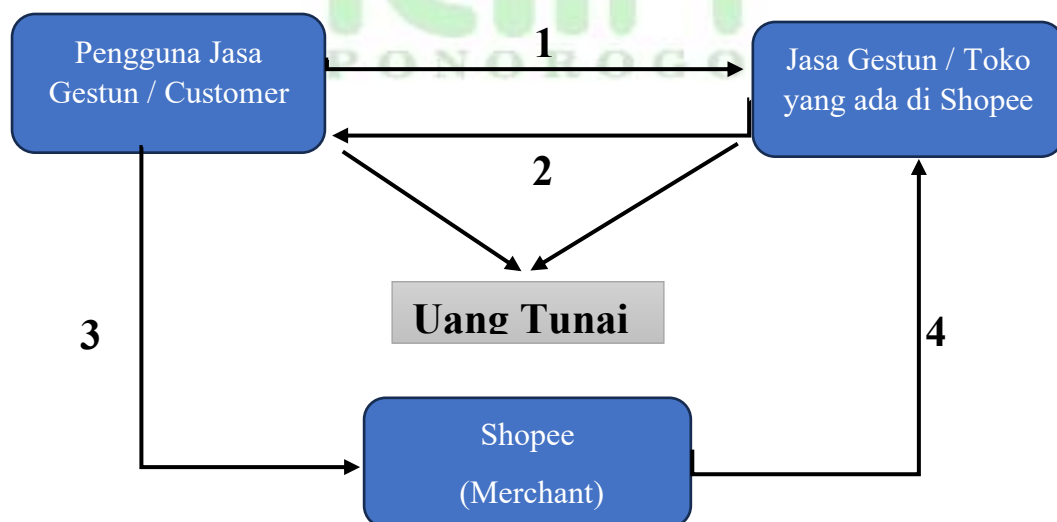 Pengguna Jasa
Gestun / Customer
1
PONOROGO
Jasa Gestun / Toko
yang ada di Shopee
2
Uang Tunai
3
4
Shopee
(Merchant)